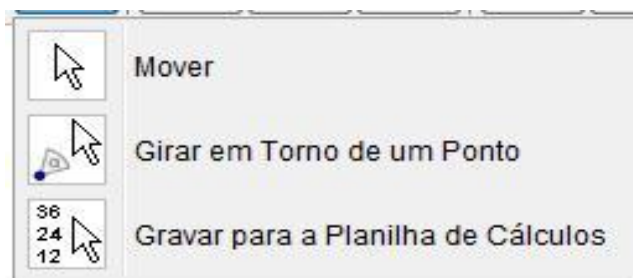 Mover
Girar em Torno de um Ponto
36
24
12
Gravar para a Planilha de Cálculos